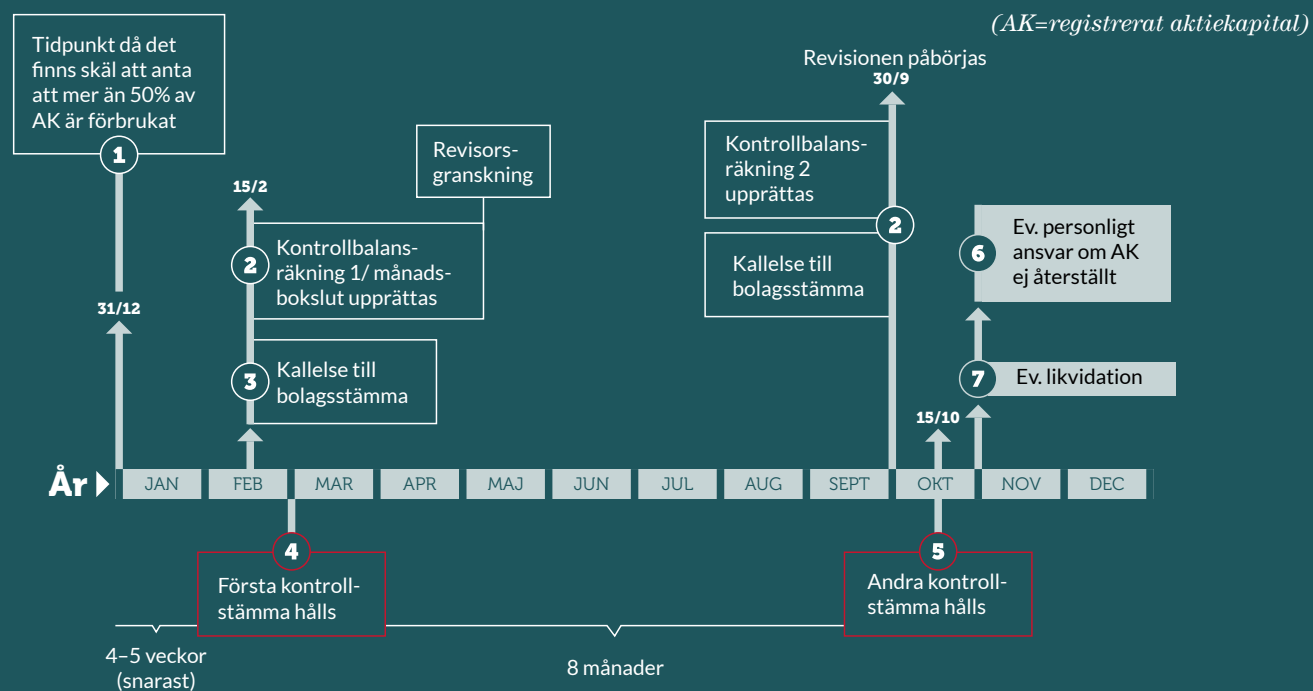 (AK=registrerat aktiekapital)
Tidpunkt då det
finns skäl att anta
att mer än 50% av
AK är förbrukat
1
31/12
15/2
Revisors-
granskning
2
Kontrollbalans-
räkning 1/ månads-
bokslut upprättas
3
Kallelse till
bolagsstämma
Revisionen påbörjas
30/9
Kontrollbalans-
räkning 2
upprättas
2
Kallelse till
bolagsstämma
6
Ev. personligt
ansvar om AK
ej återställt
7
Ev. likvidation
15/10
År
JAN
FEB
MAR
APR
MAJ
JUN
JUL
AUG
SEPT
OKT
NOV
DEC
4
Första kontroll-
stämma hålls
5
Andra kontroll-
stämma hålls
4–5 veckor
(snarast)
8 månader